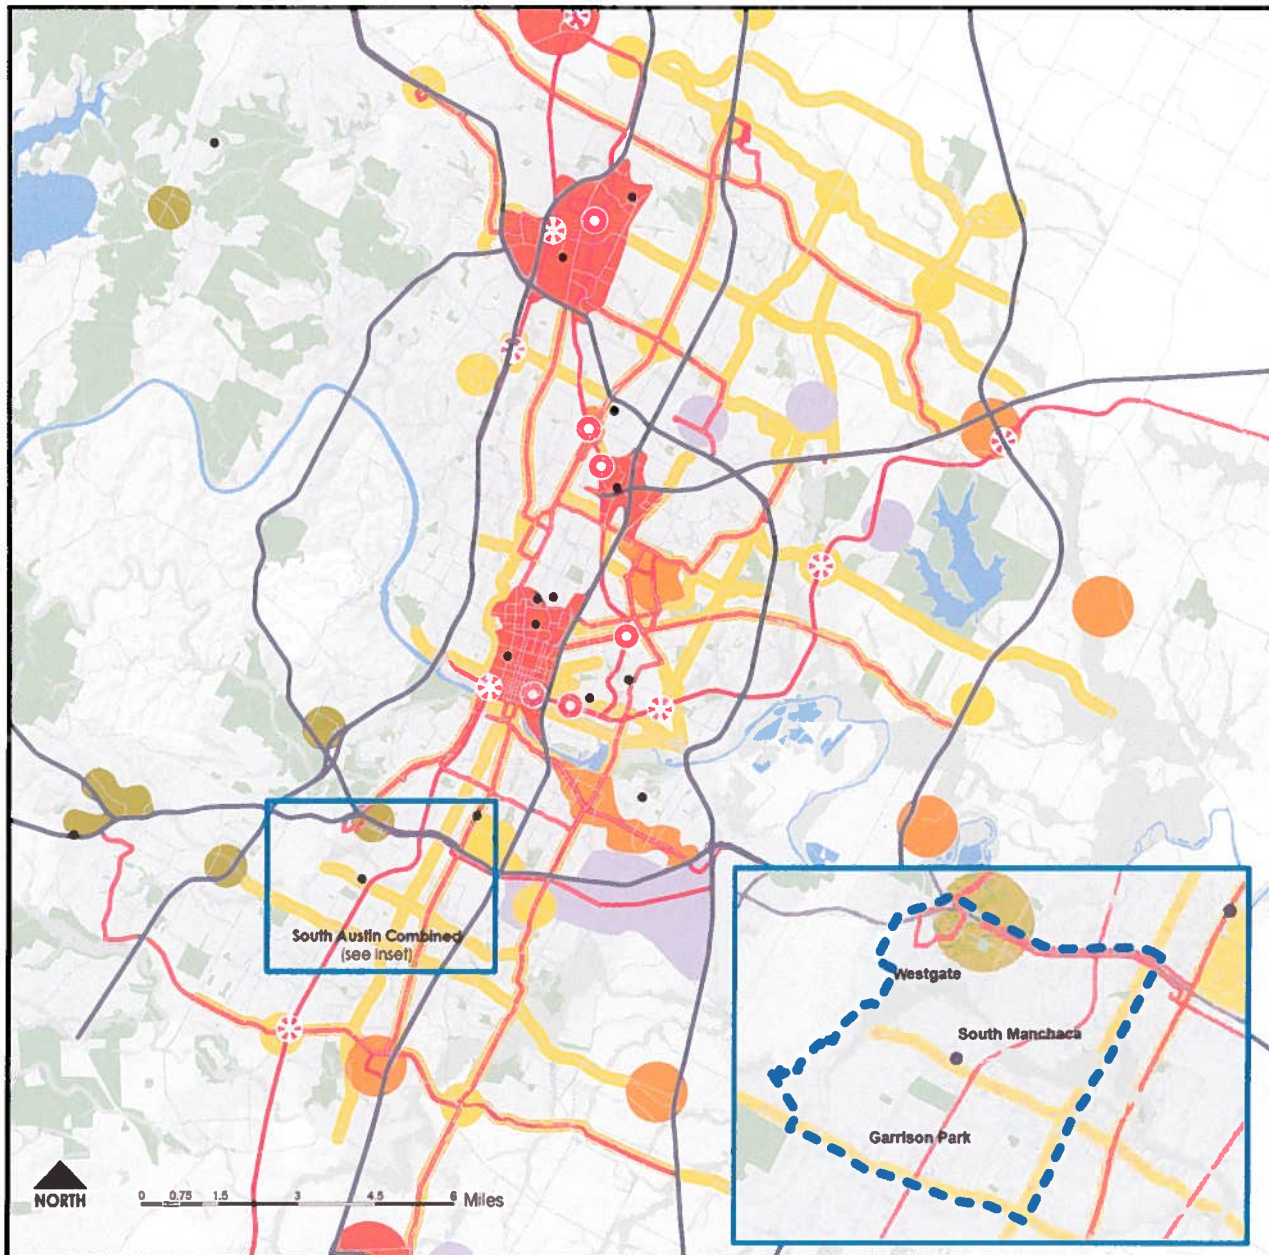 South Austin Combined
(see inset)
Westgate
South Manchaca
Garrison Park
NORTH
0 0.75 1.5 3 4.5 6 Miles